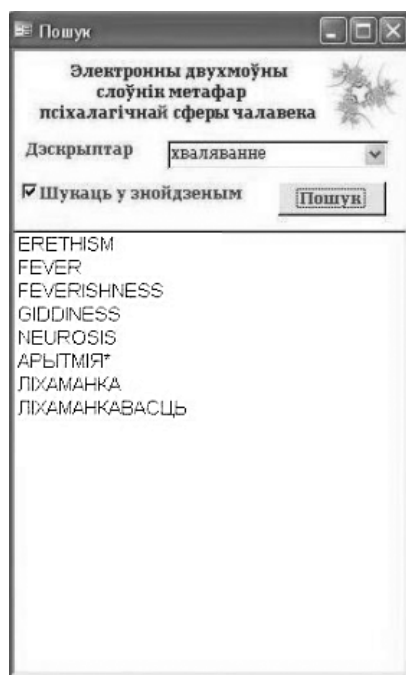 Пошук
Электронны двухмоўны
слоўнік метафар
псіхалагічнай сферы чалавека
Дэскрыптар хваляванне
Шукаць у знойдзеным Пошук
ERETHISM
FEVER
FEVERISHNESS
GIDDINESS
NEUROSIS
АРЫТМІЯ*
ЛІХАМАНКА
ЛІХАМАНКАВАСЦЬ